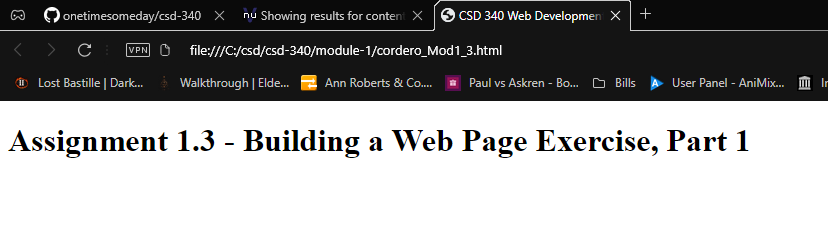 onetimesomeday/csd-340
Showing results for content
CSD 340 Web Developmen
VPN
file:///C:/csd/csd-340/module-1/cordero_Mod1_3.html
Lost Bastille | Dark...
Walkthrough | Elde...
Ann Roberts & Co....
Paul vs Askren - Bo...
Bills
User Panel - AniMix...
Assignment 1.3 - Building a Web Page Exercise, Part 1